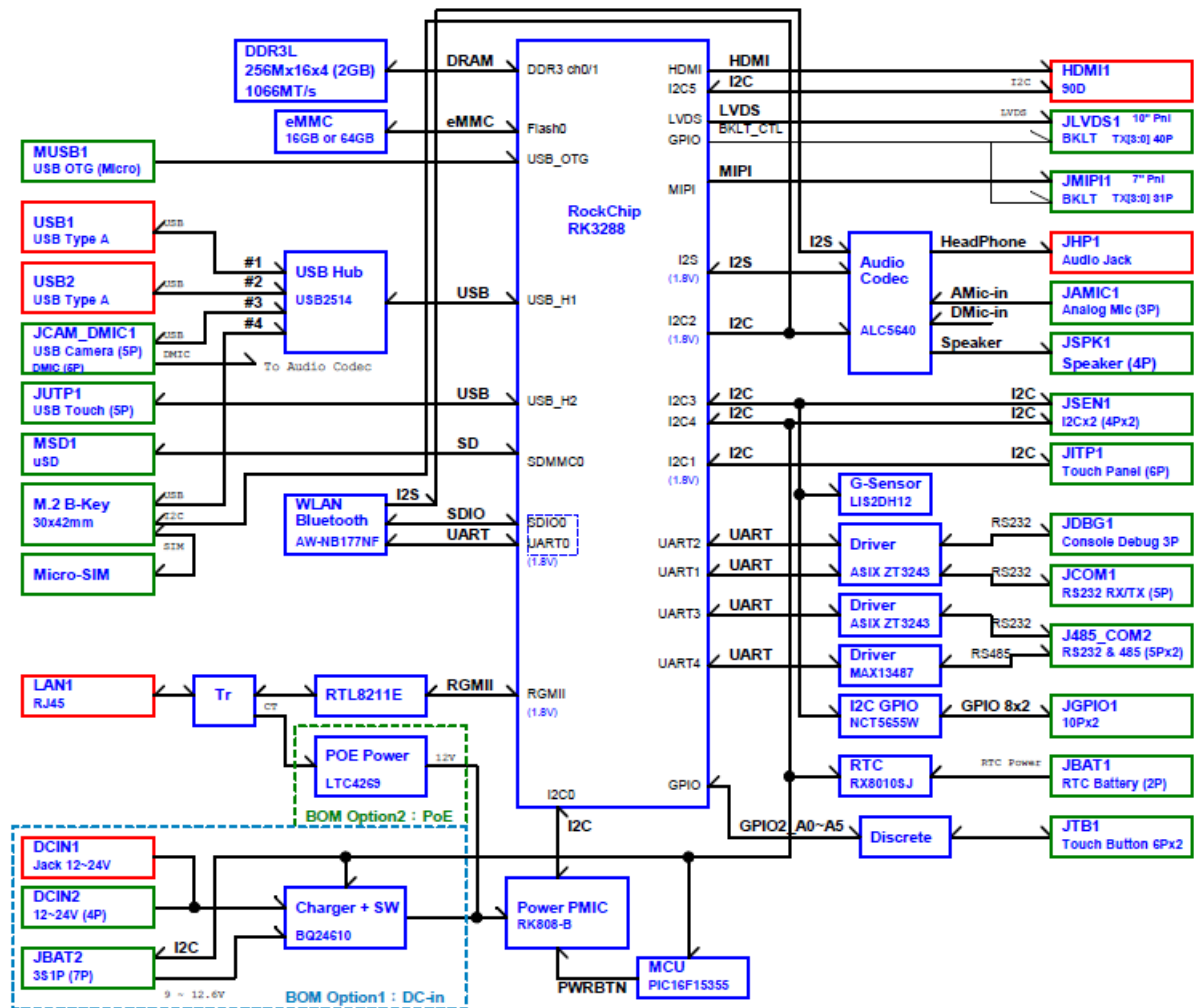 DDR3L
256Mx16x4 (2GB)
1066MT/s
DRAM
DDR3 ch0/1
eMMC
16GB or 64GB
eMMC
Flash0
MUSB1
USB OTG (Micro)
USB_OTG
RockChip
RK3288
USB1
USB Type A
USB
#1
USB2
USB Type A
USB
#2
#3
#4
USB Hub
USB2514
USB
USB_H1
JCAM_DMIC1
USB Camera (5P)
DMIC (5P)
USB
DMIC
To Audio Codec
JUTP1
USB Touch (5P)
USB
USB_H2
MSD1
uSD
SD
SDMMC0
M.2 B-Key
30x42mm
USB
I2C
SIM
Micro-SIM
WLAN
Bluetooth
AW-NB177NF
I2S
SDIO
UART
SDIO0
UART0
(1.8V)
LAN1
RJ45
Tr
CT
RTL8211E
RGMII
RGMII
(1.8V)
POE Power
LTC4269
12V
BOM Option2 : PoE
I2C0
I2C
DCIN1
Jack 12~24V
DCIN2
12~24V (4P)
JBAT2
3S1P (7P)
I2C
9 ~ 12.6V
Charger + SW
BQ24610
BOM Option1 : DC-in
Power PMIC
RK808-B
PWRBTN
MCU
PIC16F15355
HDMI
I2C5
HDMI
I2C
I2C
HDMI1
90D
LVDS
GPIO
LVDS
BKLT_CTL
LVDS
JLVDS1 10" Pnl
BKLT TX[3:0] 40P
MIPI
MIPI
JMIPI1 7" Pnl
BKLT TX[3:0] 31P
I2S
I2S
(1.8V)
I2S
I2C2
(1.8V)
I2C
Audio
Codec
ALC5640
HeadPhone
JHP1
Audio Jack
AMic-in
DMic-in
JAMIC1
Analog Mic (3P)
Speaker
JSPK1
Speaker (4P)
I2C3
I2C
I2C
I2C4
I2C
I2C
JSEN1
I2Cx2 (4Px2)
I2C1
(1.8V)
I2C
I2C
JITP1
Touch Panel (6P)
G-Sensor
LIS2DH12
UART2
UART
Driver
ASIX ZT3243
RS232
JDBG1
Console Debug 3P
UART1
UART
RS232
JCOM1
RS232 RX/TX (5P)
UART3
UART
Driver
ASIX ZT3243
RS232
J485_COM2
RS232 & 485 (5Px2)
UART4
UART
Driver
MAX13487
RS485
I2C GPIO
NCT5655W
GPIO 8x2
JGPIO1
10Px2
RTC
RX8010SJ
RTC Power
JBAT1
RTC Battery (2P)
GPIO
GPIO2_A0~A5
Discrete
JTB1
Touch Button 6Px2